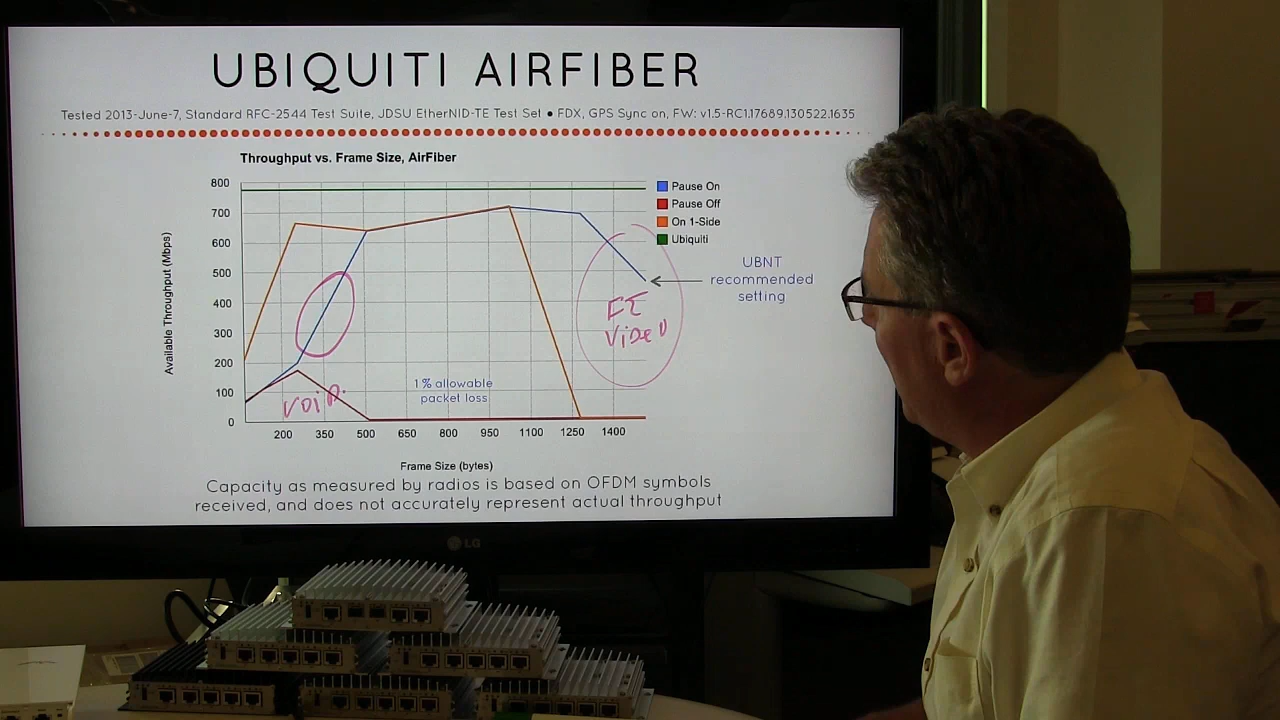 UBIQUITI AIRFIBER
Tested 2013-June-7, Standard RFC-2544 Test Suite, JDSU EtherNID-TE Test Set • FDX, GPS Sync on, FW: v1.5-RC1.17689.130522.1635
Throughput vs. Frame Size, AirFiber
Available Throughput (Mbps)
800
700
600
500
400
300
200
100
0
Pause On
Pause Off
On 1-Side
Ubiquiti
UBNT
recommended
setting
VOIP.
Video
1% allowable
packet loss
200 350 500 650 800 950 1100 1250 1400
Frame Size (bytes)
Capacity as measured by radios is based on OFDM symbols
received, and does not accurately represent actual throughput
LG